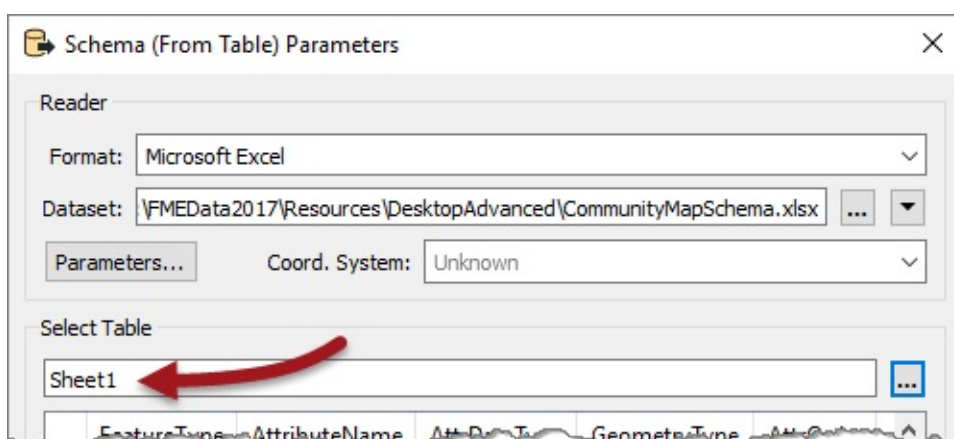 Schema (From Table) Parameters
Reader
Format: Microsoft Excel
Dataset: :\FMEData2017\Resources\DesktopAdvanced\CommunityMapSchema.xlsx ...
Parameters... Coord. System: Unknown
Select Table
Sheet1 ...
FeatureType AttributeName GeometryType